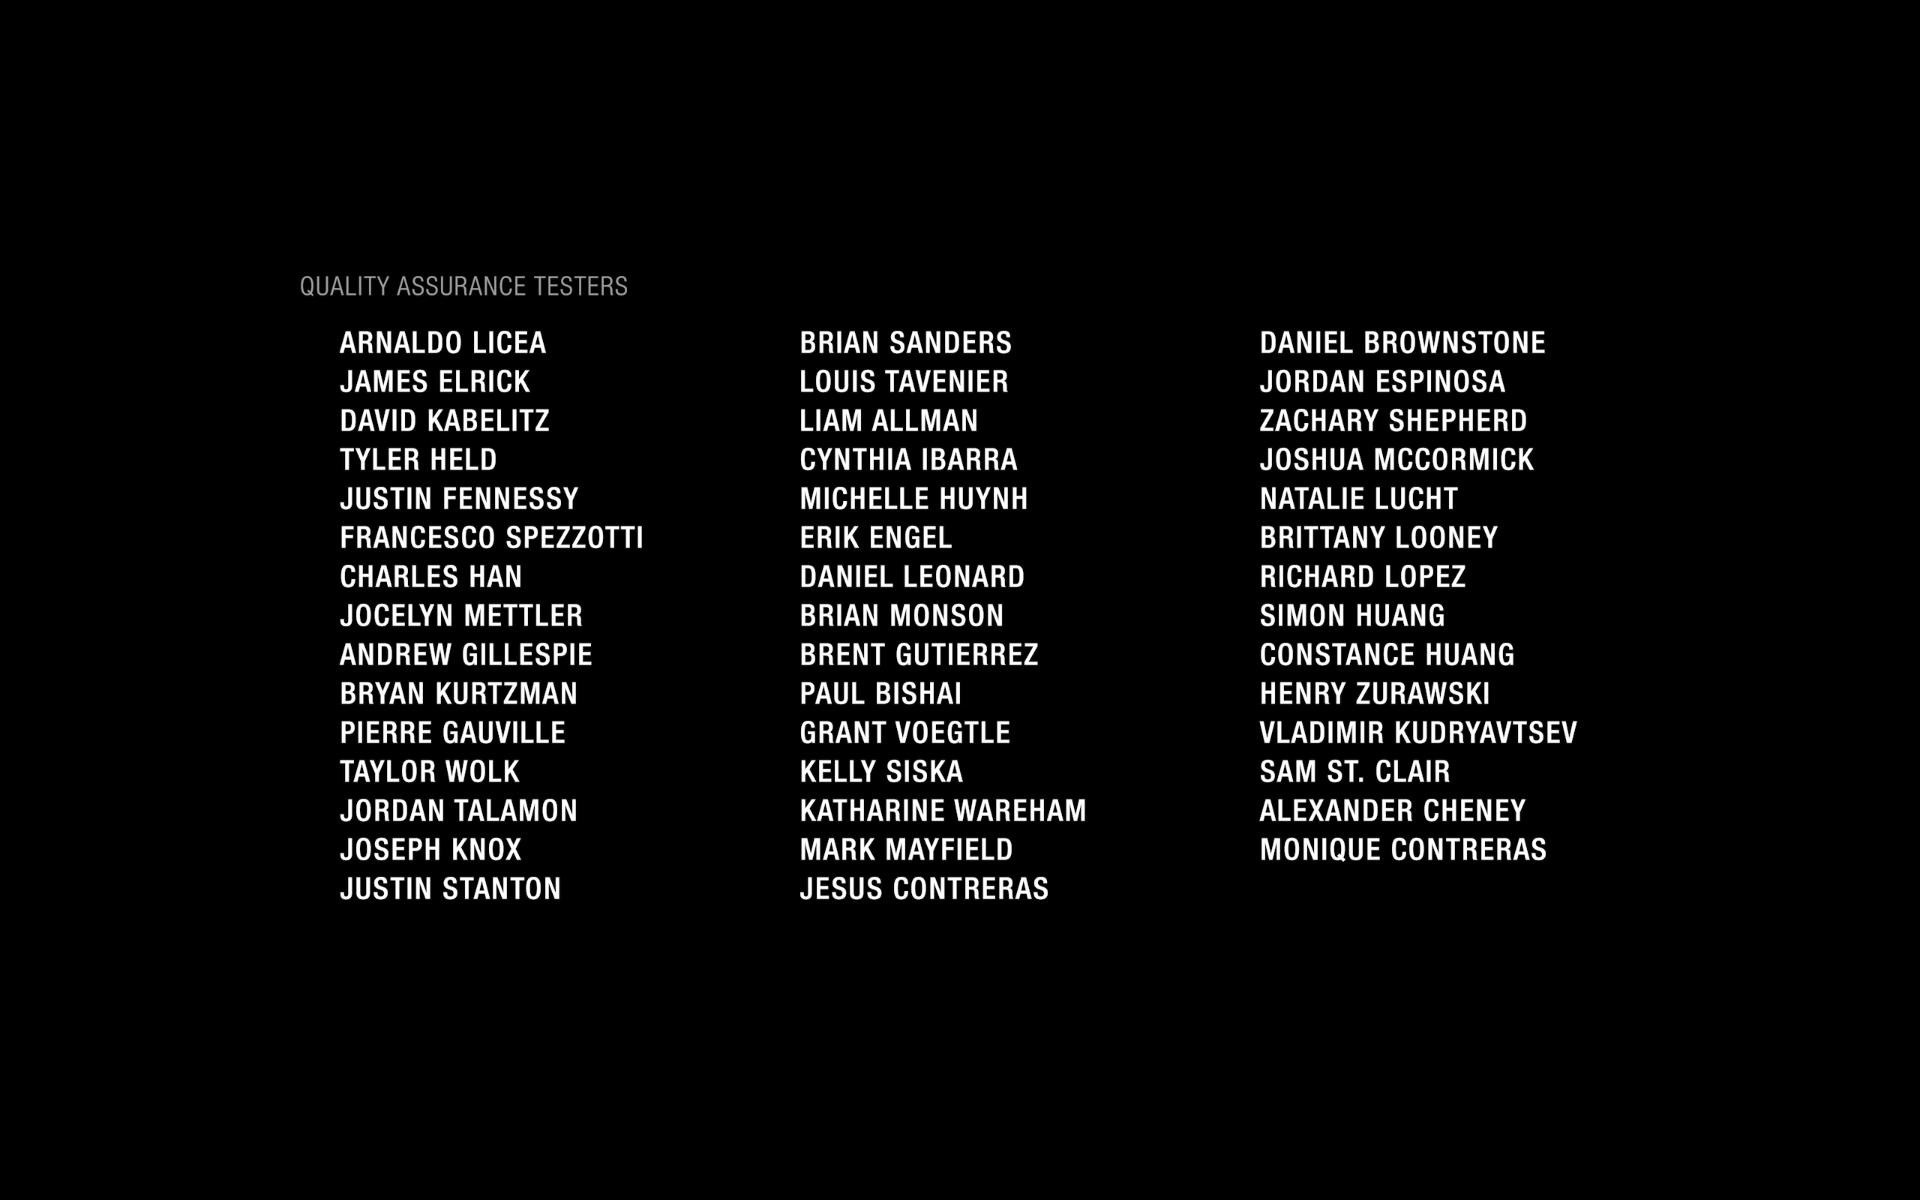 QUALITY ASSURANCE TESTERS
ARNALDO LICEA
JAMES ELRICK
DAVID KABELITZ
TYLER HELD
JUSTIN FENNESSY
FRANCESCO SPEZZOTTI
CHARLES HAN
JOCELYN METTLER
ANDREW GILLESPIE
BRYAN KURTZMAN
PIERRE GAUVILLE
TAYLOR WOLK
JORDAN TALAMON
JOSEPH KNOX
JUSTIN STANTON
BRIAN SANDERS
LOUIS TAVENIER
LIAM ALLMAN
CYNTHIA IBARRA
MICHELLE HUYNH
ERIK ENGEL
DANIEL LEONARD
BRIAN MONSON
BRENT GUTIERREZ
PAUL BISHAI
GRANT VOEGTLE
KELLY SISKA
KATHARINE WAREHAM
MARK MAYFIELD
JESUS CONTRERAS
DANIEL BROWNSTONE
JORDAN ESPINOSA
ZACHARY SHEPHERD
JOSHUA MCCORMICK
NATALIE LUCHT
BRITTANY LOONEY
RICHARD LOPEZ
SIMON HUANG
CONSTANCE HUANG
HENRY ZURAWSKI
VLADIMIR KUDRYAVTSEV
SAM ST. CLAIR
ALEXANDER CHENEY
MONIQUE CONTRERAS